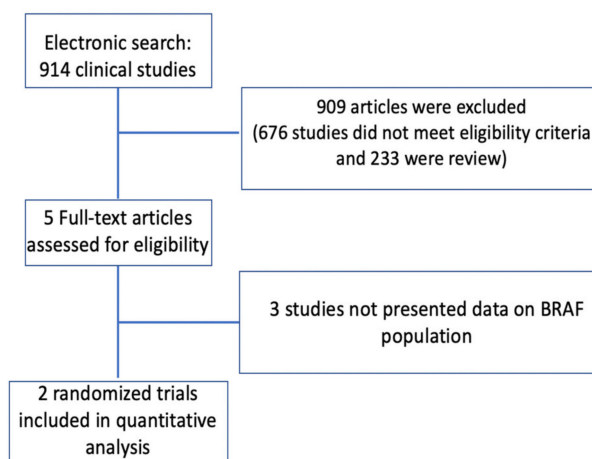 Electronic search:
914 clinical studies
909 articles were excluded
(676 studies did not meet eligibility criteria
and 233 were review)
5 Full-text articles
assessed for eligibility
3 studies not presented data on BRAF
population
2 randomized trials
included in quantitative
analysis